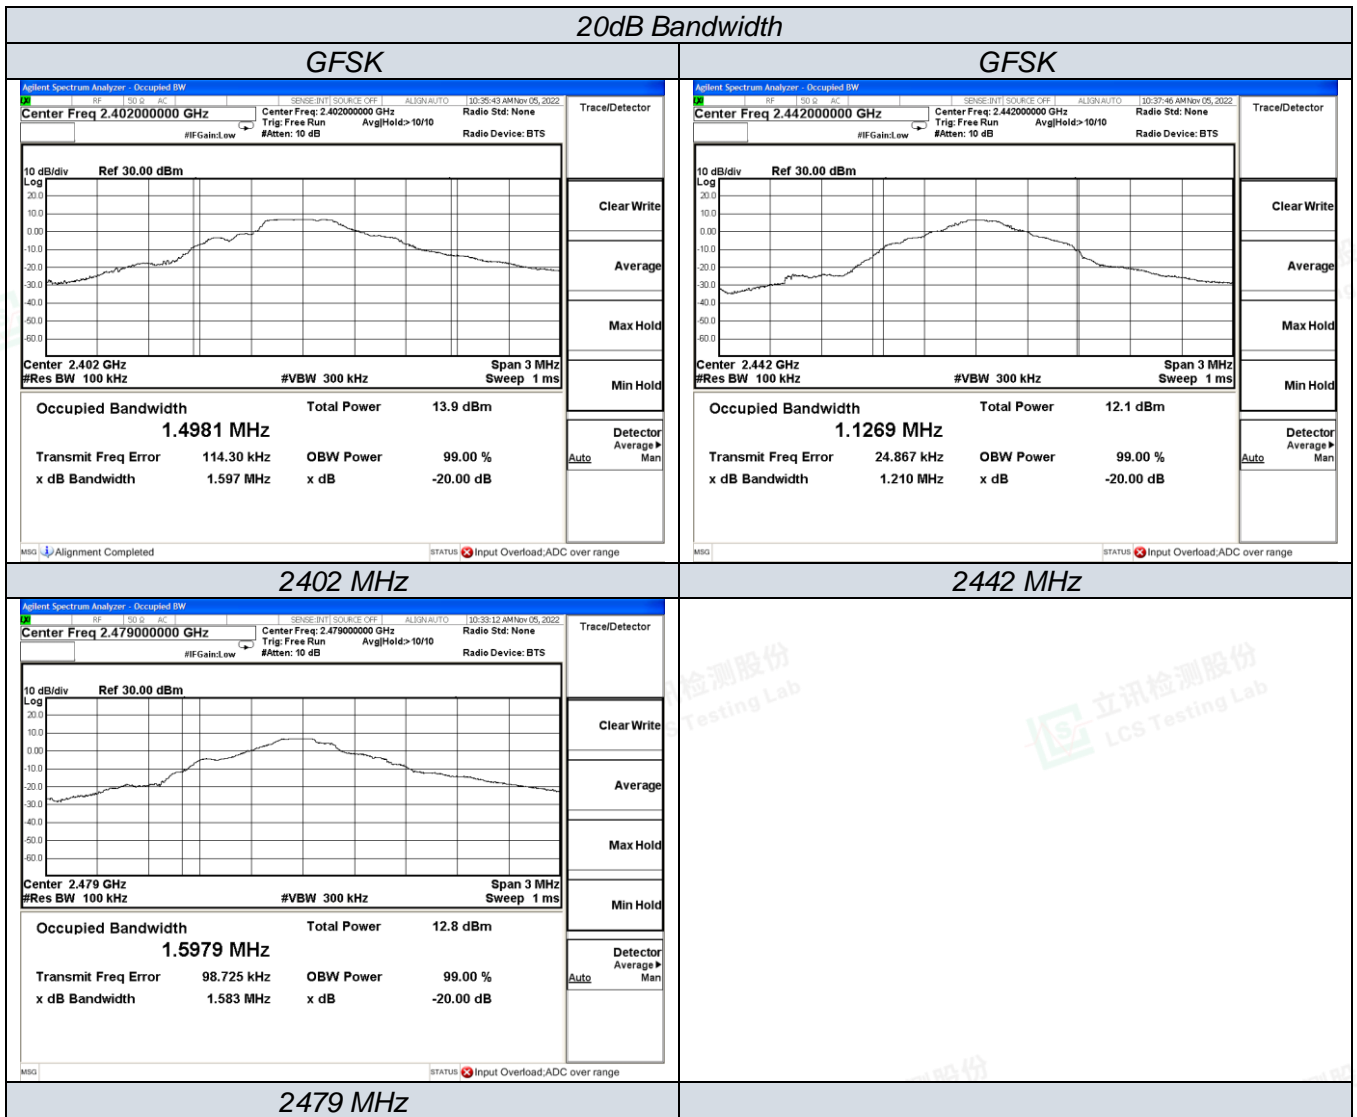 20dB Bandwidth
GFSK
GFSK
Agilent Spectrum Analyzer - Occupied BW
LXI RF 50 Ω AC SENSE:INT SOURCE OFF ALIGN AUTO 10:35:43 AM Nov 05, 2022
Center Freq 2.402000000 GHz
Center Freq: 2.402000000 GHz
Radio Std: None
Trig: Free Run Avg|Hold:> 10/10
#IFGain:Low #Atten: 10 dB Radio Device: BTS
Trace/Detector
10 dB/div Ref 30.00 dBm
Log
20.0
10.0
0.00
-10.0
-20.0
-30.0
-40.0
-50.0
-60.0
Center 2.402 GHz Span 3 MHz
#Res BW 100 kHz #VBW 300 kHz Sweep 1 ms
Occupied Bandwidth Total Power 13.9 dBm
1.4981 MHz
Transmit Freq Error 114.30 kHz OBW Power 99.00 %
x dB Bandwidth 1.597 MHz x dB -20.00 dB
Clear Write
Average
Max Hold
Min Hold
Detector
Average▶
Auto Man
MSG Alignment Completed STATUS Input Overload;ADC over range
Agilent Spectrum Analyzer - Occupied BW
LXI RF 50 Ω AC SENSE:INT SOURCE OFF ALIGN AUTO 10:37:46 AM Nov 05, 2022
Center Freq 2.442000000 GHz
Center Freq: 2.442000000 GHz
Radio Std: None
Trig: Free Run Avg|Hold:> 10/10
#IFGain:Low #Atten: 10 dB Radio Device: BTS
Trace/Detector
10 dB/div Ref 30.00 dBm
Log
20.0
10.0
0.00
-10.0
-20.0
-30.0
-40.0
-50.0
-60.0
Center 2.442 GHz Span 3 MHz
#Res BW 100 kHz #VBW 300 kHz Sweep 1 ms
Occupied Bandwidth Total Power 12.1 dBm
1.1269 MHz
Transmit Freq Error 24.867 kHz OBW Power 99.00 %
x dB Bandwidth 1.210 MHz x dB -20.00 dB
Clear Write
Average
Max Hold
Min Hold
Detector
Average▶
Auto Man
MSG STATUS Input Overload;ADC over range
2402 MHz
2442 MHz
Agilent Spectrum Analyzer - Occupied BW
LXI RF 50 Ω AC SENSE:INT SOURCE OFF ALIGN AUTO 10:33:12 AM Nov 05, 2022
Center Freq 2.479000000 GHz
Center Freq: 2.479000000 GHz
Radio Std: None
Trig: Free Run Avg|Hold:> 10/10
#IFGain:Low #Atten: 10 dB Radio Device: BTS
Trace/Detector
10 dB/div Ref 30.00 dBm
Log
20.0
10.0
0.00
-10.0
-20.0
-30.0
-40.0
-50.0
-60.0
Center 2.479 GHz Span 3 MHz
#Res BW 100 kHz #VBW 300 kHz Sweep 1 ms
Occupied Bandwidth Total Power 12.8 dBm
1.5979 MHz
Transmit Freq Error 98.725 kHz OBW Power 99.00 %
x dB Bandwidth 1.583 MHz x dB -20.00 dB
Clear Write
Average
Max Hold
Min Hold
Detector
Average▶
Auto Man
MSG STATUS Input Overload;ADC over range
检测股份
Testing Lab
立讯检测股份
LCS Testing Lab
2479 MHz